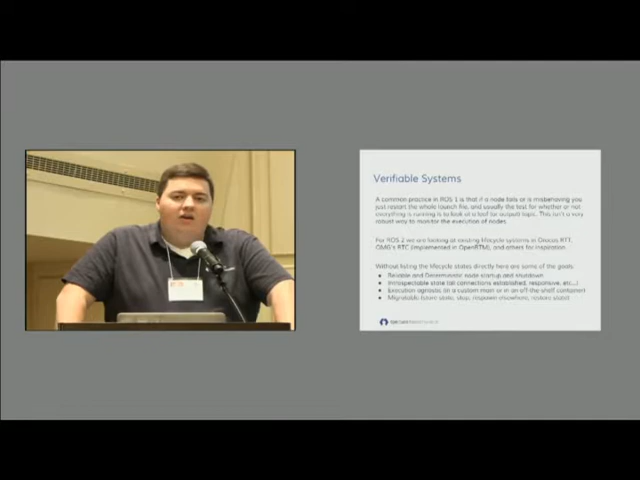 Verifiable Systems
A common practice in ROS 1 is that if a node fails or is misbehaving you
just restart the whole launch file, and usually the test for whether or not
everything is running is to look at a tool for output/logs. This isn't a very
robust way to monitor the execution of nodes.
For ROS 2 we are looking at existing lifecycle systems in Orocos RTT,
OMG's RTC (implemented in OpenRTM), and others for inspiration.
Without listing the lifecycle states directly here are some of the goals:
Reliable and Deterministic node startup and shutdown
Introspectable state (all connections established, responsive, etc...)
Execution agnostic (in a custom main or in an off-the-shelf container)
Migratable (save state, stop, respawn elsewhere, restore state)